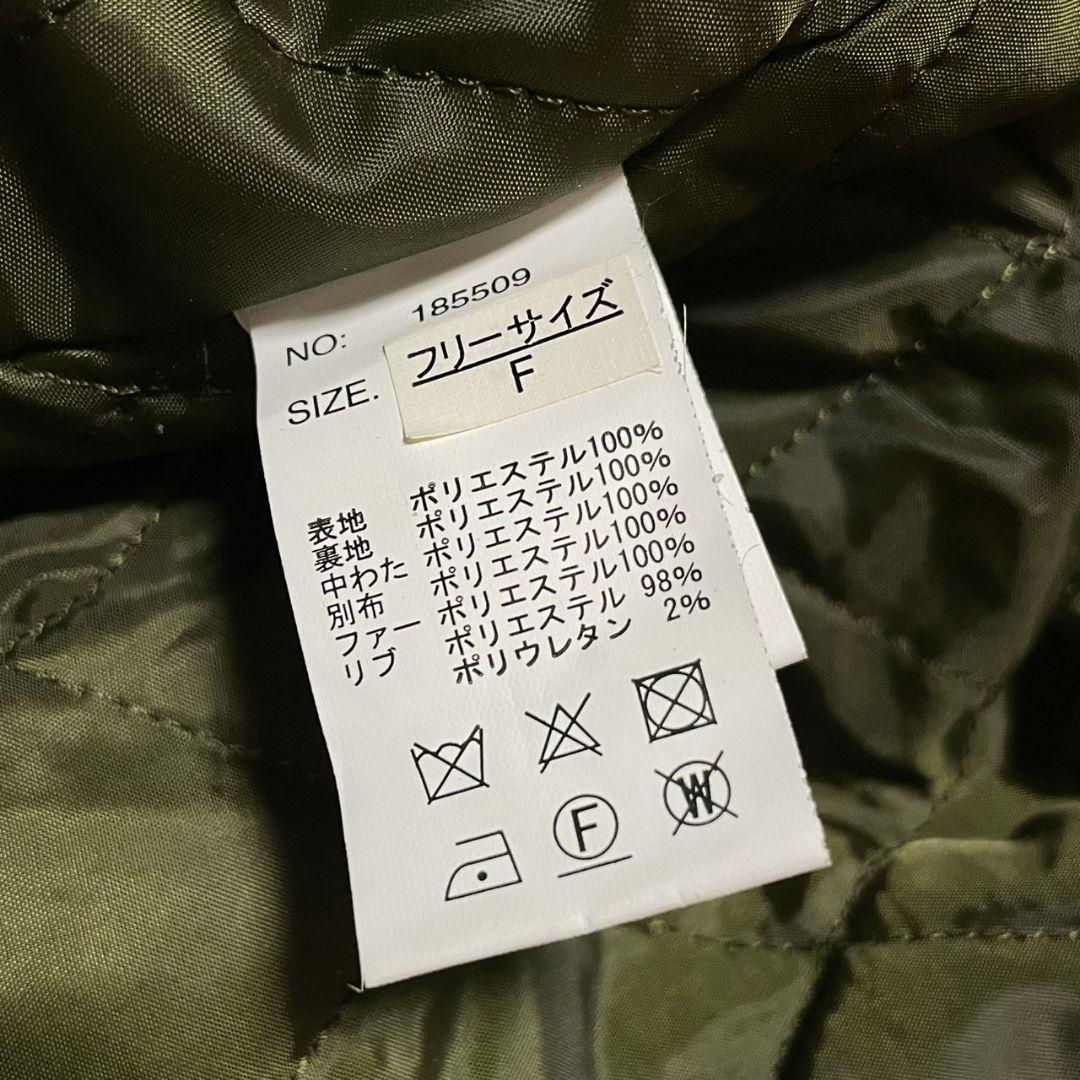 NO: 185509
SIZE. フリーサイズ
F
表地 ポリエステル100%
裏地 ポリエステル100%
中わた ポリエステル100%
別布 ポリエステル100%
ファー ポリエステル100%
リブ ポリエステル 98%
ポリウレタン 2%
F W